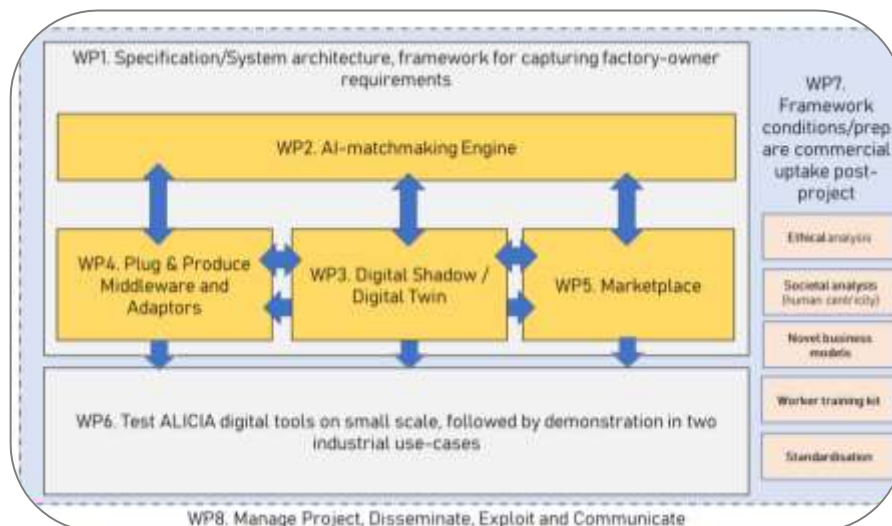 WP1. Specification/System architecture, framework for capturing factory-owner
requirements
WP2. AI-matchmaking Engine
WP4. Plug & Produce
Middleware and
Adaptors
WP3. Digital Shadow /
Digital Twin
WP5. Marketplace
WP6. Test ALICIA digital tools on small scale, followed by demonstration in two
industrial use-cases
WP7.
Framework
conditions/prep
are commercial
uptake post-
project
Ethical analysis
Societal analysis
(human centricity)
Novel business
models
Worker training kit
Standardisation
WP8. Manage Project, Disseminate, Exploit and Communicate